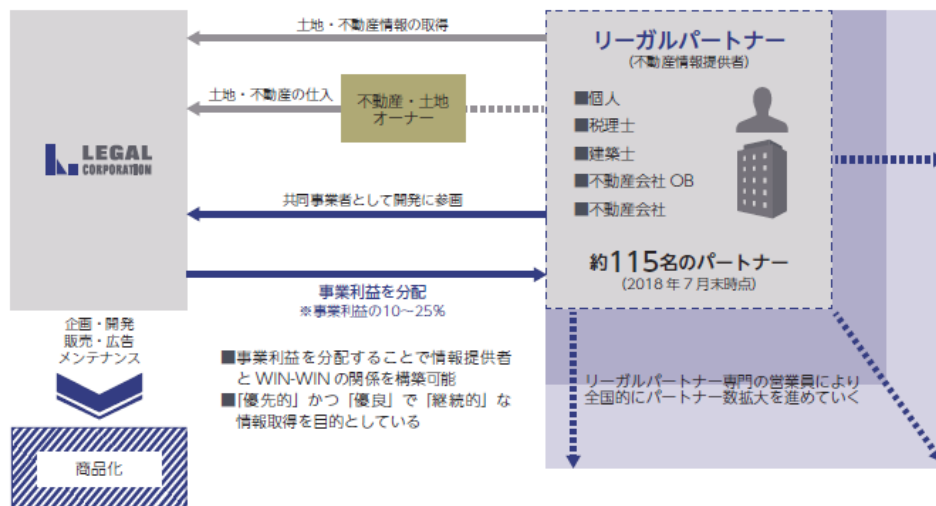 土地・不動産情報の取得
リーガルパートナー
(不動産情報提供者)
土地・不動産の仕入
不動産・土地
オーナー
■個人
■税理士
■建築士
■不動産会社 OB
■不動産会社
LEGAL
CORPORATION
共同事業者として開発に参画
約115名のパートナー
(2018年7月末時点)
事業利益を分配
※事業利益の10〜25%
企画・開発
販売・広告
メンテナンス
■事業利益を分配することで情報提供者
と WIN-WIN の関係を構築可能
■「優先的」かつ「優良」で「継続的」な
情報取得を目的としている
リーガルパートナー専門の営業員により
全国的にパートナー数拡大を進めていく
商品化